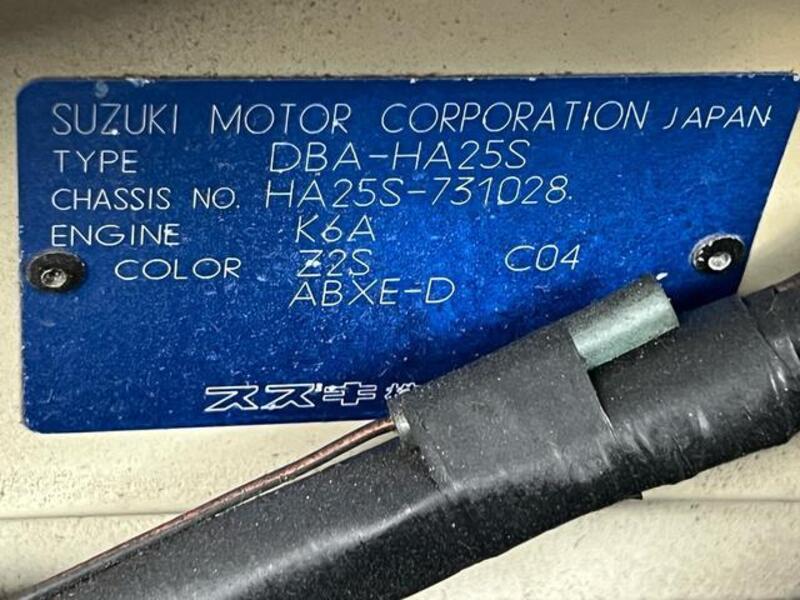 SUZUKI MOTOR CORPORATION JAPAN
TYPE DBA-HA25S
CHASSIS NO. HA25S-731028.
ENGINE K6A
COLOR Z2S C04
ABXE-D
スズキ